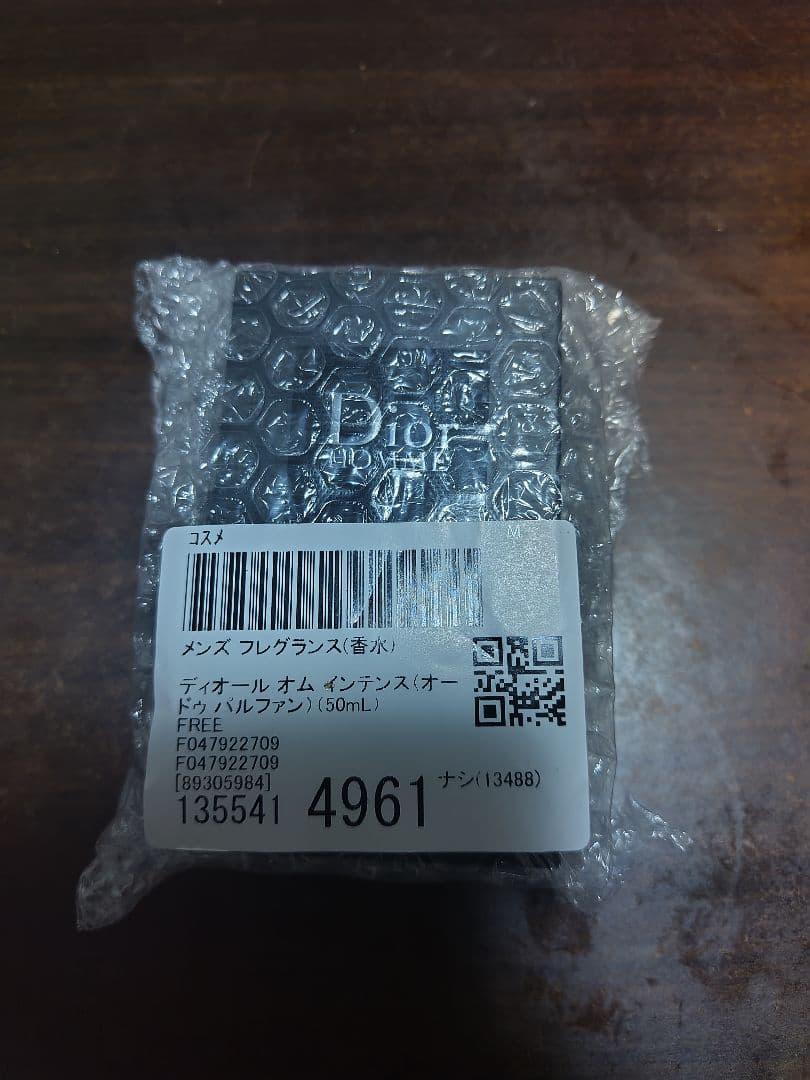 Dior
HOMME
コスメ
M
メンズ フレグランス(香水)
ディオール オム インテンス(オー
ドゥ パルファン)(50mL)
FREE
F047922709
F047922709
[89305984]
135541 4961 ナシ(13488)